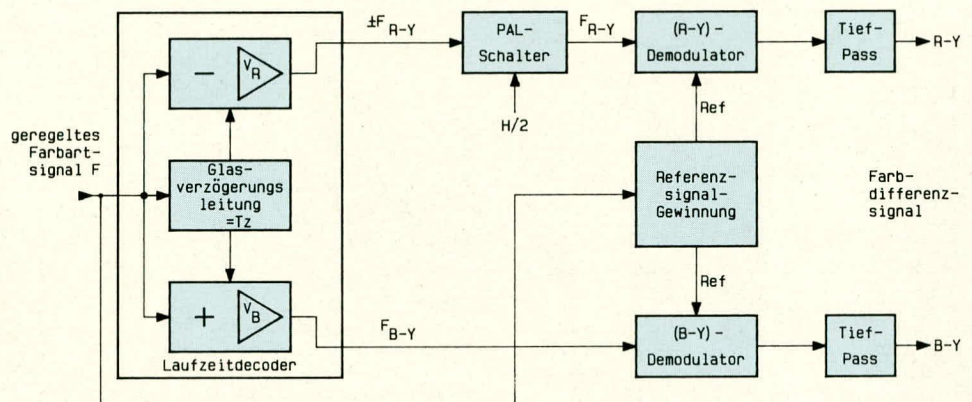 ±F R-Y
F R-Y
PAL-
Schalter
(R-Y)-
Demodulator
Tief-
Pass
R-Y
−
V R
H/2
Ref
geregeltes
Farbart-
signal F
Glas-
verzögerungs
leitung
=Tz
Referenz-
signal-
Gewinnung
Farb-
differenz-
signal
Ref
+
V B
F B-Y
(B-Y)-
Demodulator
Tief-
Pass
B-Y
Laufzeitdecoder